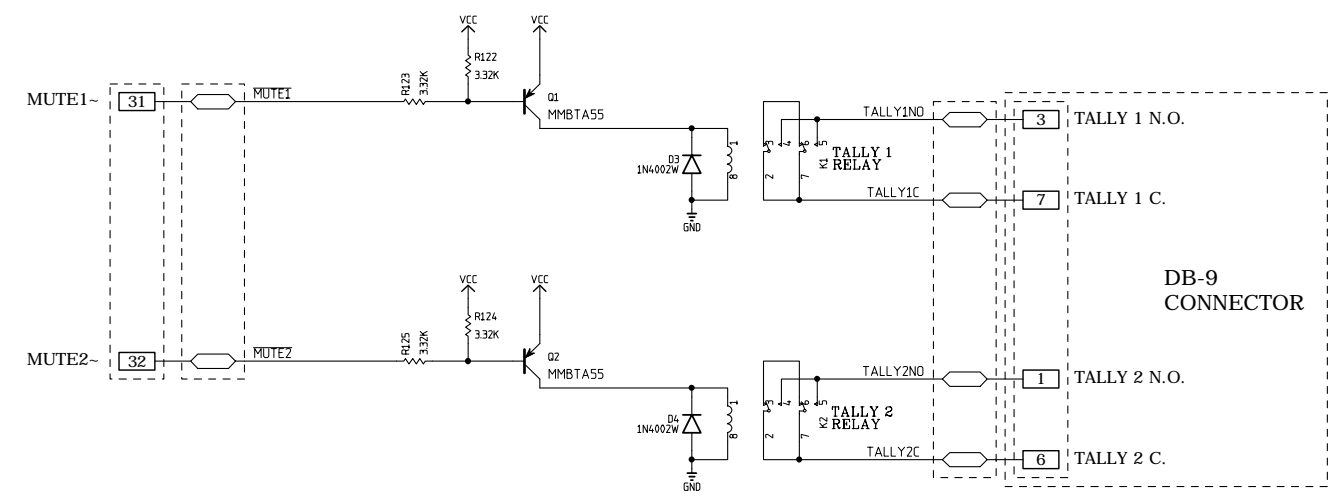 VCC
VCC
R122
3.32K
R123
3.32K
MUTE1~
31
MUTE1
Q1
MMBTA55
D3
1N4002W
1
8
3
4
6
5
2
7
K1
TALLY 1
RELAY
GND
TALLY1NO
3
TALLY 1 N.O.
TALLY1C
7
TALLY 1 C.
DB-9
CONNECTOR
VCC
VCC
R124
3.32K
R125
3.32K
MUTE2~
32
MUTE2
Q2
MMBTA55
D4
1N4002W
1
8
3
4
6
5
2
7
K2
TALLY 2
RELAY
GND
TALLY2NO
1
TALLY 2 N.O.
TALLY2C
6
TALLY 2 C.